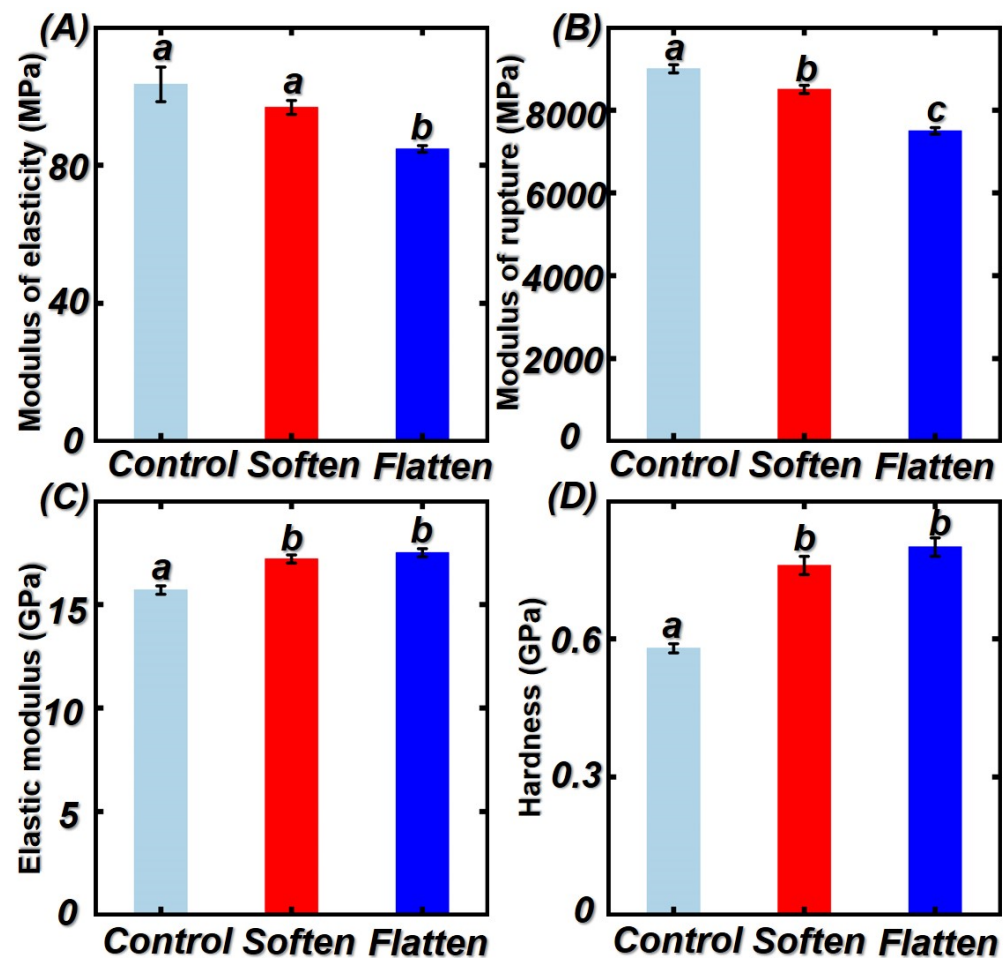 (A)
Modulus of elasticity (MPa)
80
40
0
a
a
b
Control Soften Flatten
(B)
Modulus of rupture (MPa)
8000
6000
4000
2000
0
a
b
c
Control Soften Flatten
(C)
Elastic modulus (GPa)
15
10
5
0
a
b
b
Control Soften Flatten
(D)
Hardness (GPa)
0.6
0.3
0
a
b
b
Control Soften Flatten